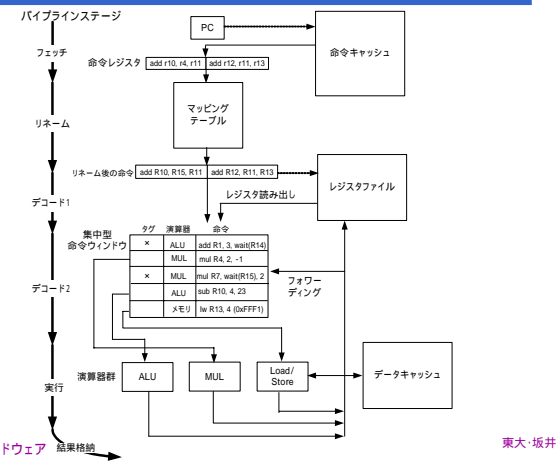 パイプラインステージ
PC
フェッチ
命令キャッシュ
命令レジスタ
add r10, r4, r11
add r12, r11, r13
マッピング
テーブル
リネーム
リネーム後の命令
add R10, R15, R11
add R12, R11, R13
レジスタ読み出し
レジスタファイル
デコード1
集中型
命令ウィンドウ
タグ 演算器 命令
× ALU add R1, 3, wait(R14)
MUL mul R4, 2, -1
× MUL mul R7, wait(R15), 2
ALU sub R10, 4, 23
メモリ lw R13, 4 (0xFFF1)
フォワー
ディング
デコード2
演算器群
ALU
MUL
Load/
Store
データキャッシュ
実行
ドウェア
結果格納
東大・坂井